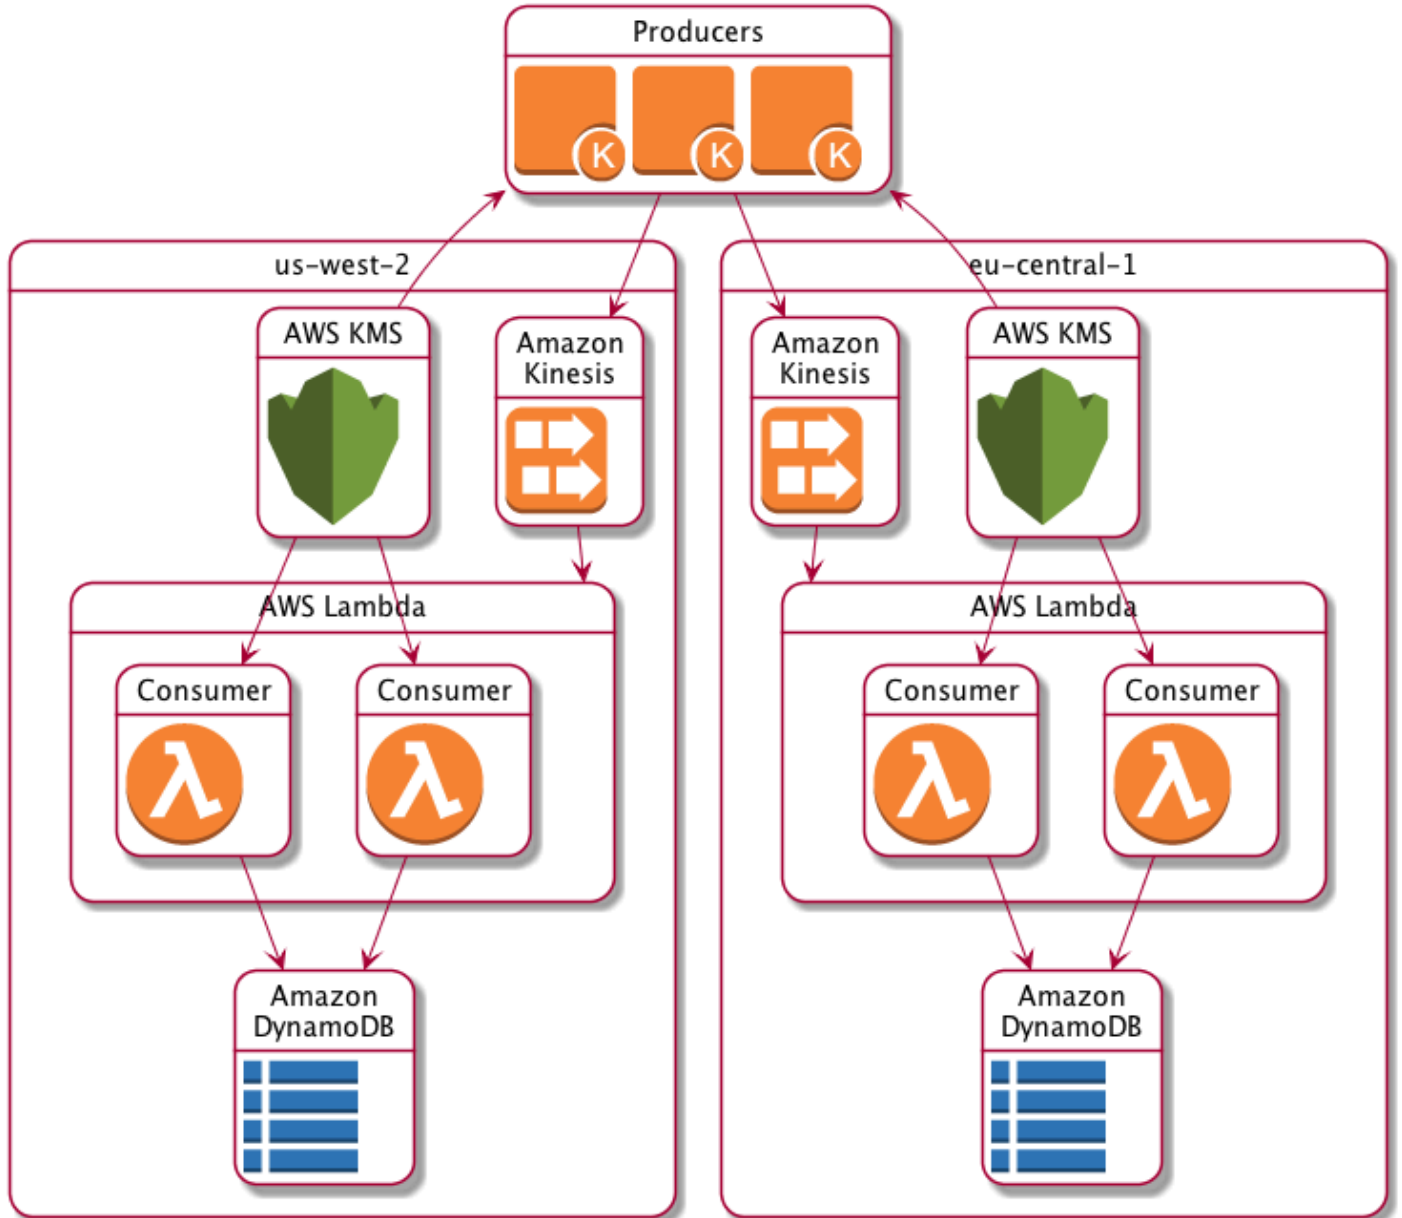 Producers
K K K
us-west-2
eu-central-1
AWS KMS
Amazon
Kinesis
Amazon
Kinesis
AWS KMS
AWS Lambda
AWS Lambda
Consumer
Consumer
Consumer
Consumer
λ λ λ λ
Amazon
DynamoDB
Amazon
DynamoDB